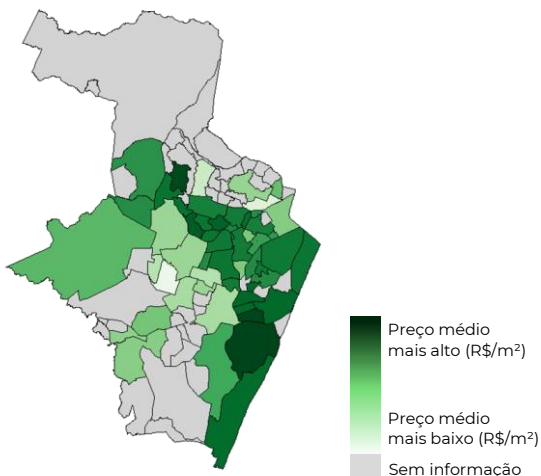 Preço médio
mais alto (R$/m²)
Preço médio
mais baixo (R$/m²)
Sem informação